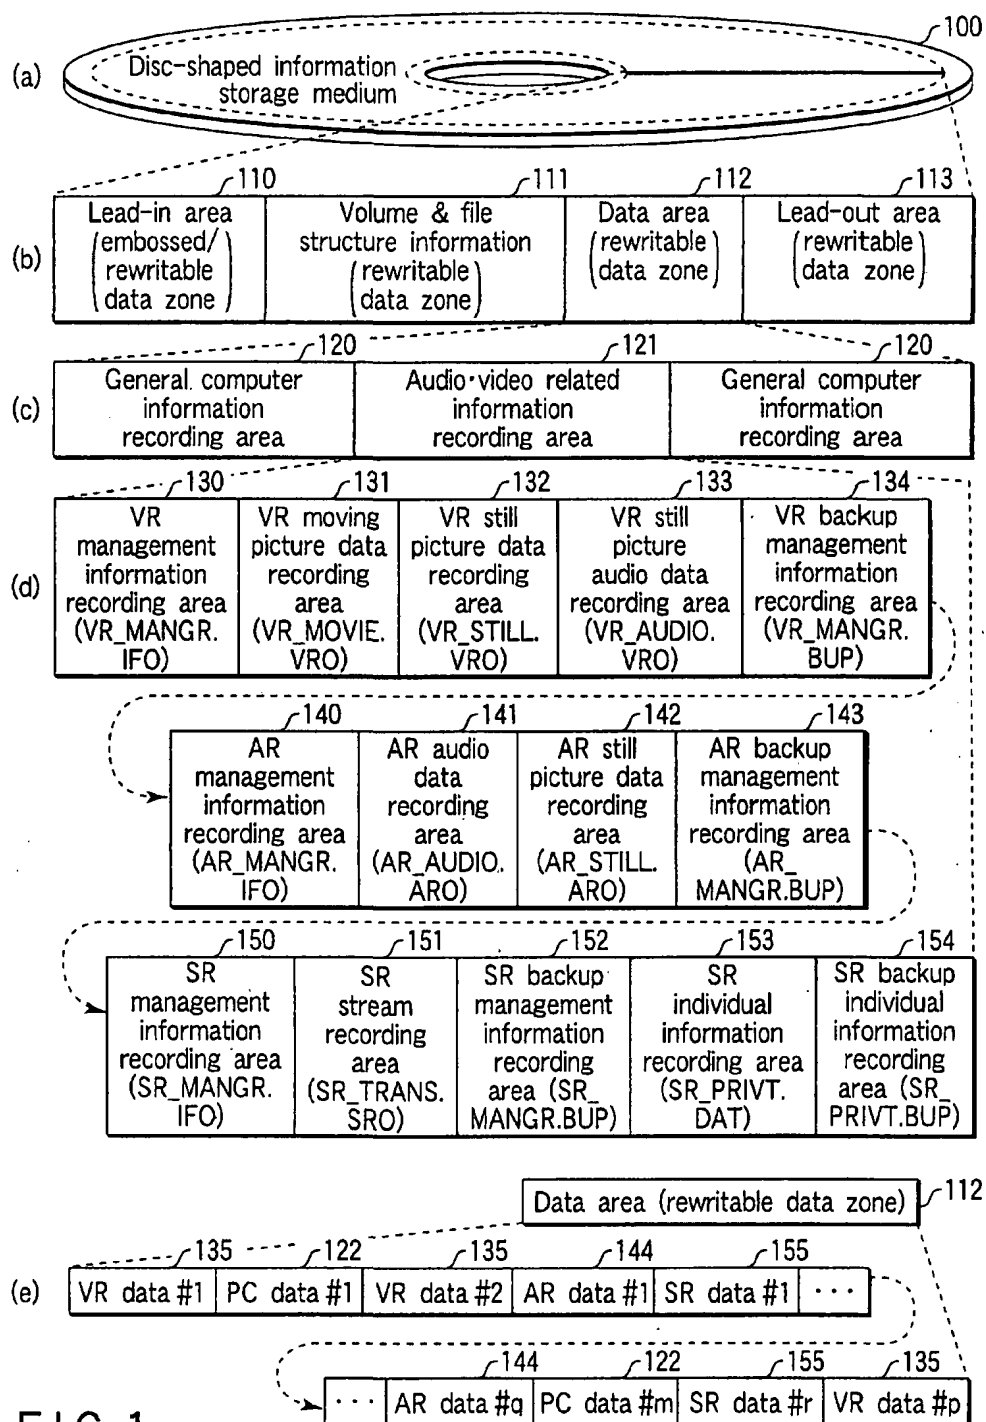 100
(a)
Disc-shaped information
storage medium
110
111
112
113
(b)
Lead-in area
(embossed/
rewritable
data zone)
Volume & file
structure information
(rewritable
data zone)
Data area
(rewritable
data zone)
Lead-out area
(rewritable
data zone)
120
121
120
(c)
General computer
information
recording area
Audio·video related
information
recording area
General computer
information
recording area
130
131
132
133
134
(d)
VR
management
information
recording area
(VR_MANGR.
IFO)
VR moving
picture data
recording
area
(VR_MOVIE.
VRO)
VR still
picture data
recording
area
(VR_STILL.
VRO)
VR still
picture
audio data
recording area
(VR_AUDIO.
VRO)
VR backup
management
information
recording area
(VR_MANGR.
BUP)
140
141
142
143
AR
management
information
recording area
(AR_MANGR.
IFO)
AR audio
data
recording
area
(AR_AUDIO.
ARO)
AR still
picture data
recording
area
(AR_STILL.
ARO)
AR backup
management
information
recording area
(AR_
MANGR.BUP)
150
151
152
153
154
SR
management
information
recording area
(SR_MANGR.
IFO)
SR
stream
recording
area
(SR_TRANS.
SRO)
SR backup
management
information
recording
area (SR_
MANGR.BUP)
SR
individual
information
recording area
(SR_PRIVT.
DAT)
SR backup
individual
information
recording
area (SR_
PRIVT.BUP)
Data area (rewritable data zone)
112
135
122
135
144
155
(e)
VR data #1
PC data #1
VR data #2
AR data #1
SR data #1
···
144
122
155
135
···
AR data #q
PC data #m
SR data #r
VR data #p
FIG. 1